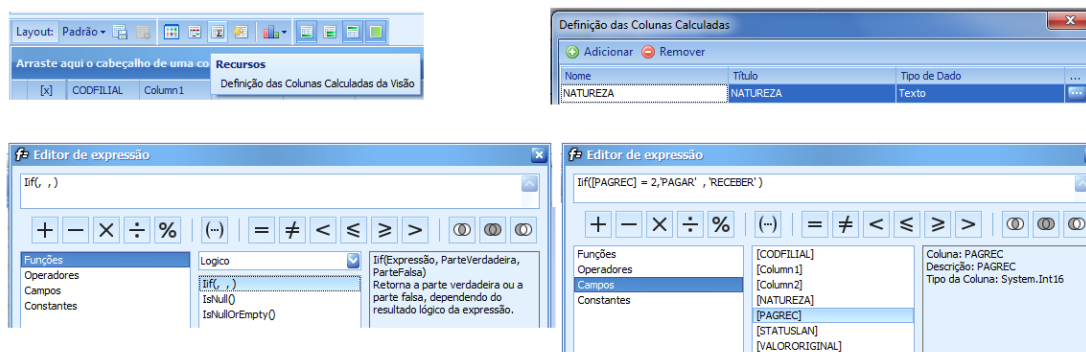 Layout: Padrão
Arraste aqui o cabeçalho de uma co
Recursos
Definição das Colunas Calculadas da Visão
[x] CODFILIAL Column1
Definição das Colunas Calculadas
Adicionar Remover
Nome Título Tipo de Dado ...
NATUREZA NATUREZA Texto ...
Editor de expressão
Iif(, , )
+ − × ÷ % (...) = ≠ < ≤ ≥ >
Funções
Operadores
Campos
Constantes
Logico
Iif(, , )
IsNull()
IsNullOrEmpty()
Iif(Expressão, ParteVerdadeira,
ParteFalsa)
Retorna a parte verdadeira ou a
parte falsa, dependendo do
resultado lógico da expressão.
Editor de expressão
Iif([PAGREC] = 2,'PAGAR' , 'RECEBER' )
+ − × ÷ % (...) = ≠ < ≤ ≥ >
Funções
Operadores
Campos
Constantes
[CODFILIAL]
[Column1]
[Column2]
[NATUREZA]
[PAGREC]
[STATUSLAN]
[VALORORIGINAL]
Coluna: PAGREC
Descrição: PAGREC
Tipo da Coluna: System.Int16